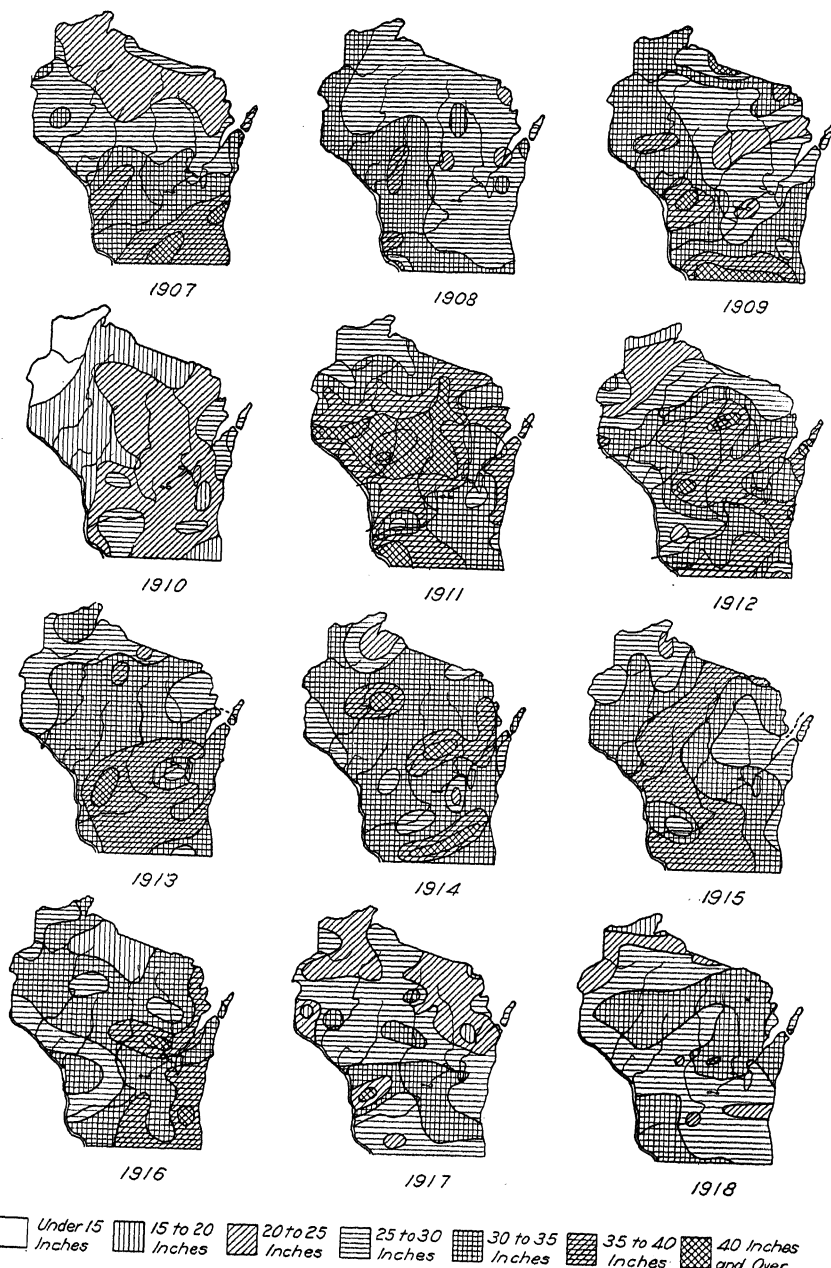 1907
1908
1909
1910
1911
1912
1913
1914
1915
1916
1917
1918
Under 15
Inches
15 to 20
Inches
20 to 25
Inches
25 to 30
Inches
30 to 35
Inches
35 to 40
Inches
40 Inches
and Over